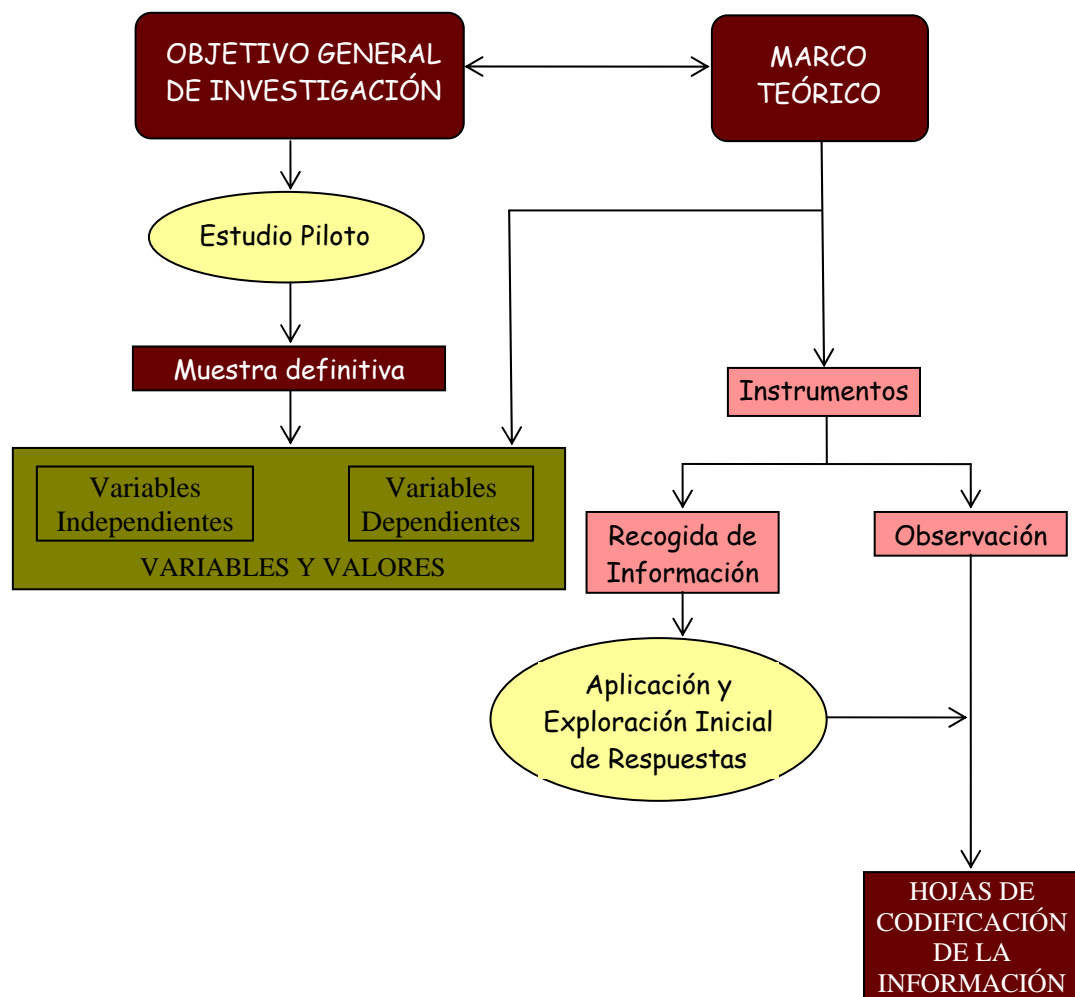 OBJETIVO GENERAL
DE INVESTIGACIÓN
MARCO
TEÓRICO
Estudio Piloto
Muestra definitiva
Instrumentos
Variables
Independientes
Variables
Dependientes
VARIABLES Y VALORES
Recogida de
Información
Observación
Aplicación y
Exploración Inicial
de Respuestas
HOJAS DE
CODIFICACIÓN
DE LA
INFORMACIÓN